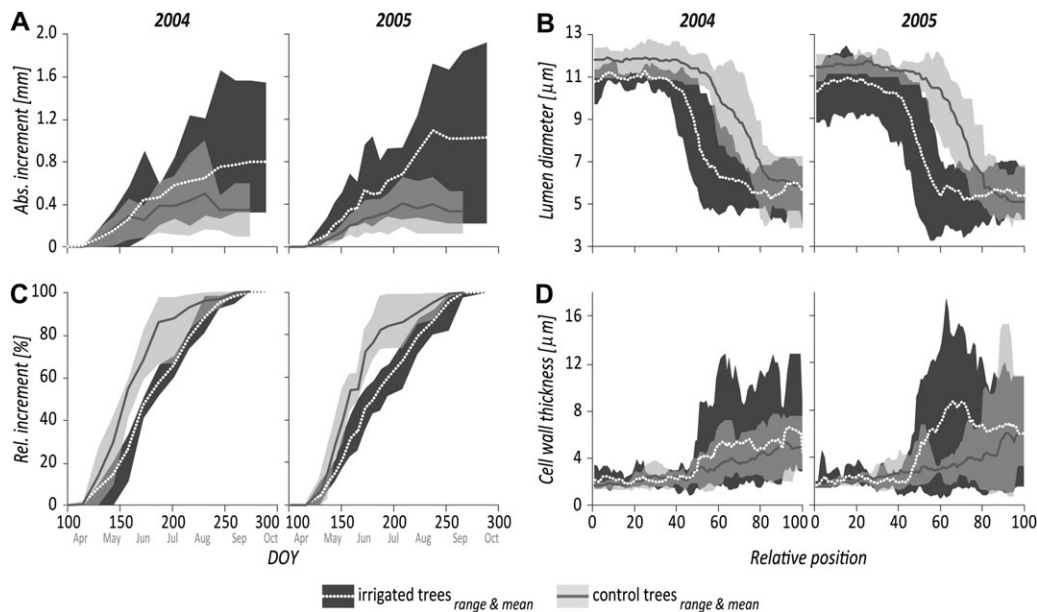 A 2004 2005
Abs. increment [mm]
2.0
1.6
1.2
0.8
0.4
0
B 2004 2005
Lumen diameter [µm]
13
11
9
7
5
3
C
Rel. increment [%]
100
80
60
40
20
0
100 150 200 250 300 100 150 200 250 300
Apr May Jun Jul Aug Sep Oct Apr May Jun Jul Aug Sep Oct
DOY
D
Cell wall thickness [µm]
16
12
8
4
0
0 20 40 60 80 100 0 20 40 60 80 100
Relative position
irrigated trees range & mean control trees range & mean